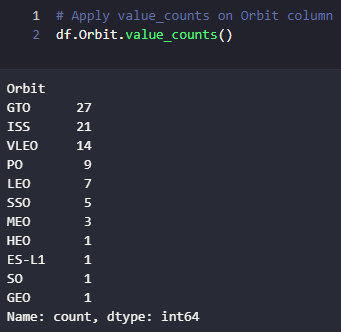 1 # Apply value_counts on Orbit column
2 df.Orbit.value_counts()
Orbit
GTO 27
ISS 21
VLEO 14
PO 9
LEO 7
SSO 5
MEO 3
HEO 1
ES-L1 1
SO 1
GEO 1
Name: count, dtype: int64